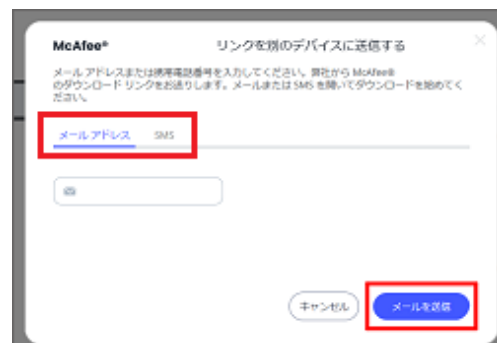 McAfee®
リンクを別のデバイスに送信する
メール アドレスまたは携帯電話番号を入力してください。弊社から McAfee®
のダウンロード リンクをお送りします。メールまたは SMS を開いてダウンロードを始めてく
ださい。
メール アドレス SMS
キャンセル メールを送信